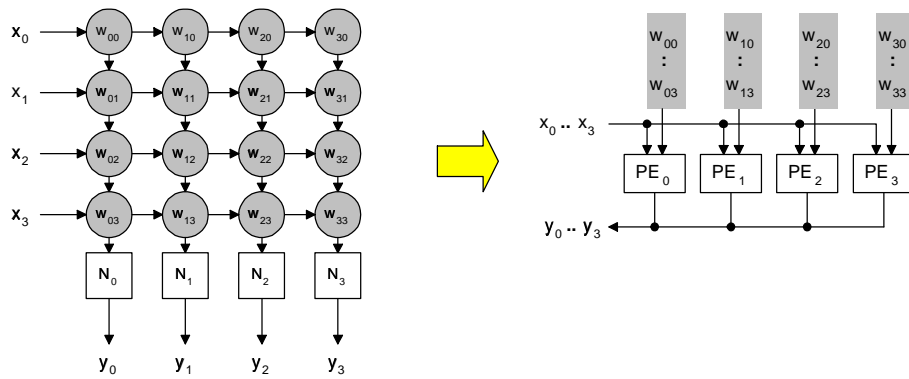 x0 w00 w10 w20 w30
x1 w01 w11 w21 w31
x2 w02 w12 w22 w32
x3 w03 w13 w23 w33
N0 N1 N2 N3
y0 y1 y2 y3
w00 w10 w20 w30
: : : :
w03 w13 w23 w33
x0 .. x3
PE0 PE1 PE2 PE3
y0 .. y3